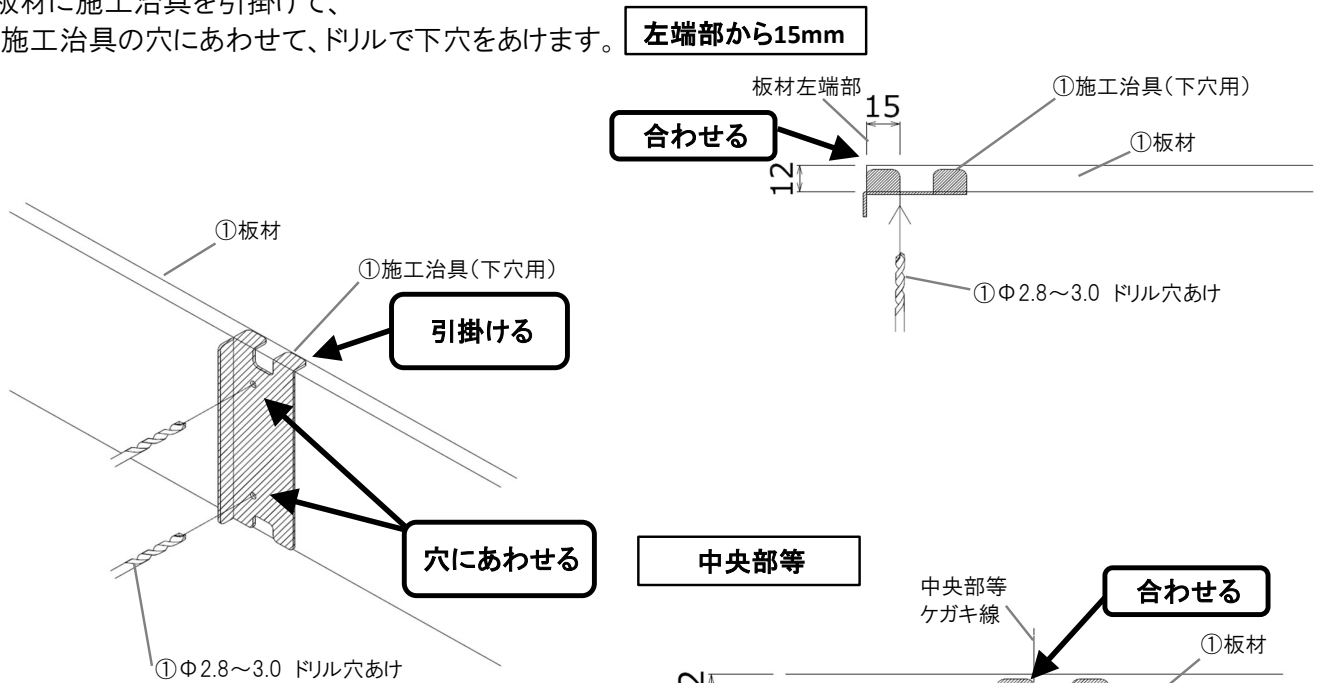 板材に施工治具を引掛けて、
施工治具の穴にあわせて、ドリルで下穴をあけます。
左端部から15mm
板材左端部
15
①施工治具(下穴用)
合わせる
①板材
12
①Φ2.8~3.0 ドリル穴あけ
①板材
①施工治具(下穴用)
引掛ける
穴にあわせる
①Φ2.8~3.0 ドリル穴あけ
中央部等
中央部等
ケガキ線
合わせる
①板材